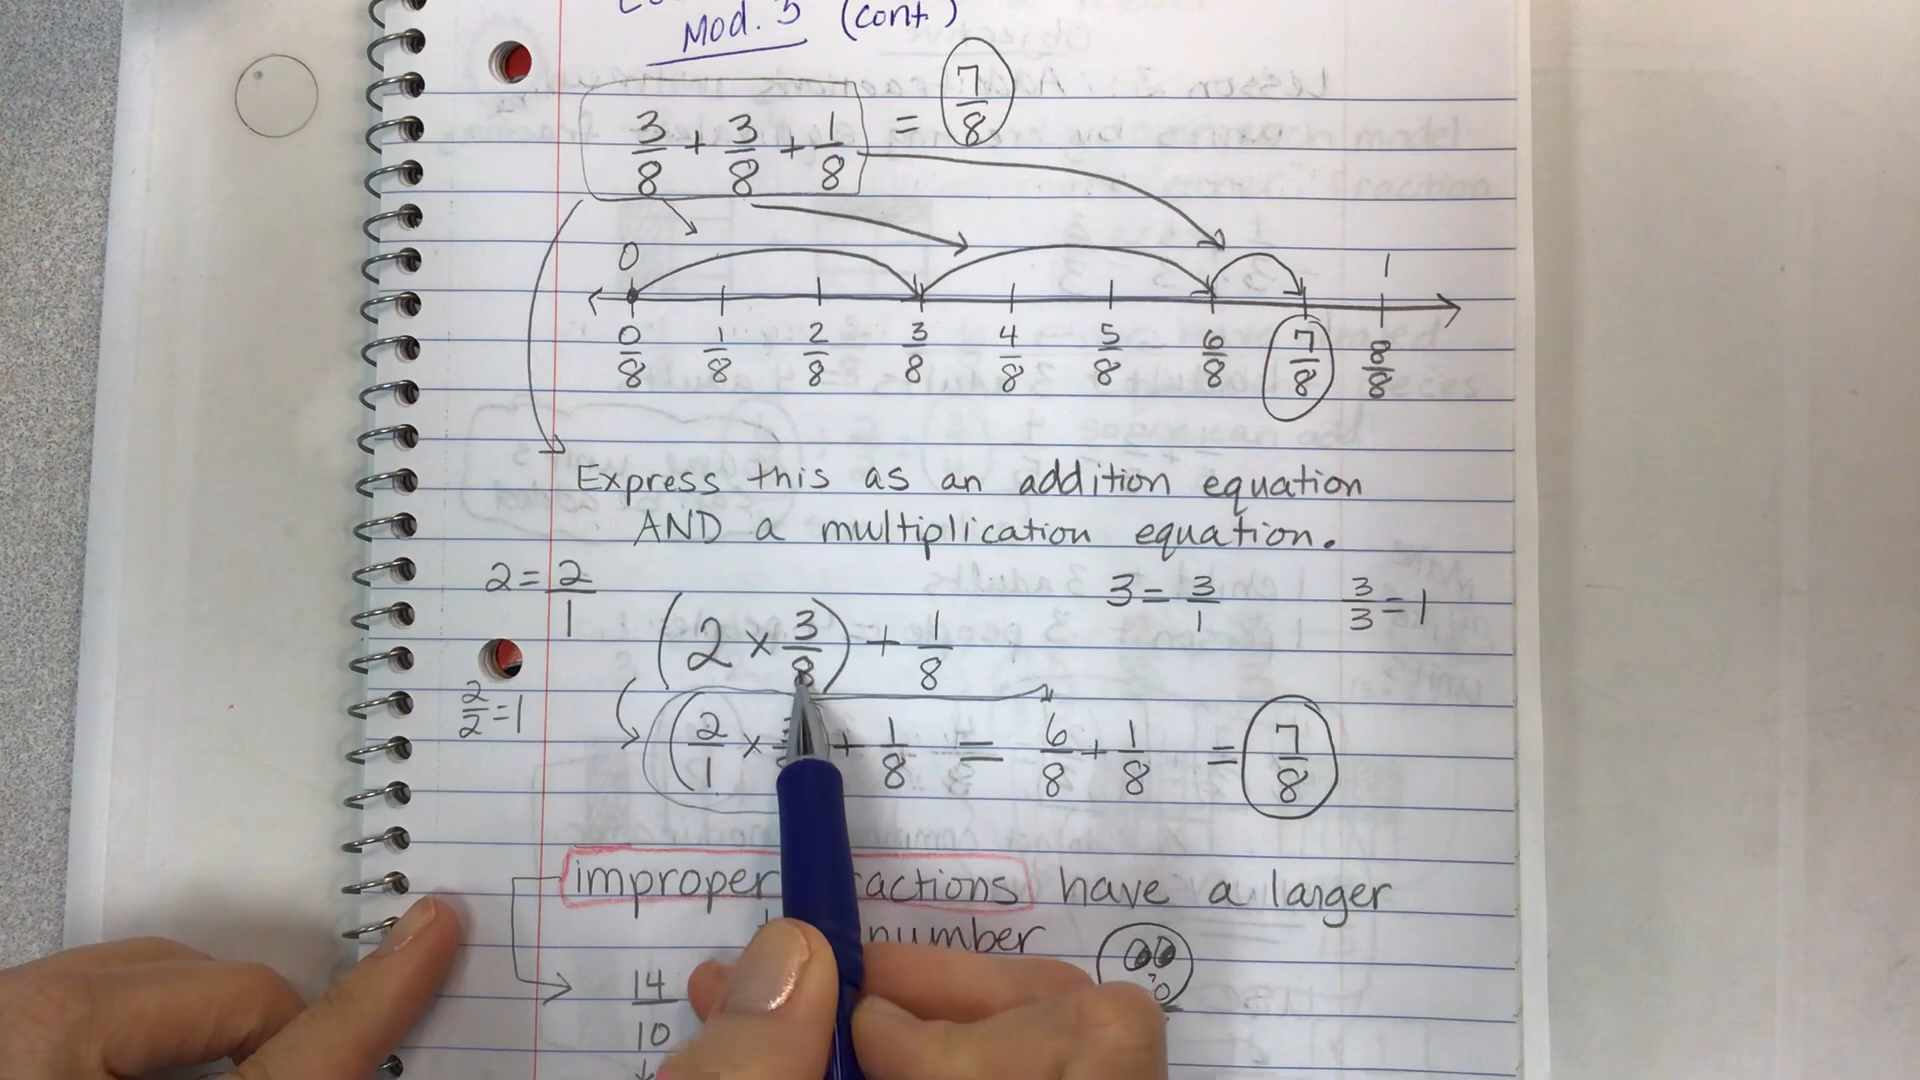 Mod. 5 (cont.)
3/8 + 3/8 + 1/8 = 7/8
0 1
0/8 1/8 2/8 3/8 4/8 5/8 6/8 7/8 8/8
Express this as an addition equation
AND a multiplication equation.
2 = 2/1 3 = 3/1 3/3 = 1
(2 × 3/8) + 1/8
2/2 = 1
(2/1 × + 1/8 = 6/8 + 1/8 = 7/8
improper have a larger
number
14/10